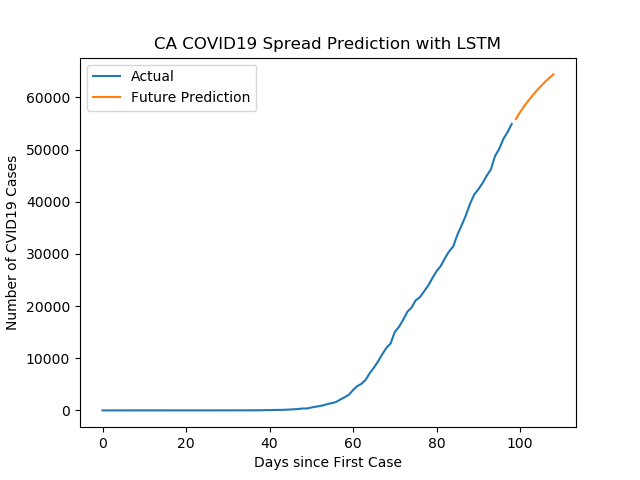 CA COVID19 Spread Prediction with LSTM
Actual
Future Prediction
Number of CVID19 Cases
60000
50000
40000
30000
20000
10000
0
0 20 40 60 80 100
Days since First Case